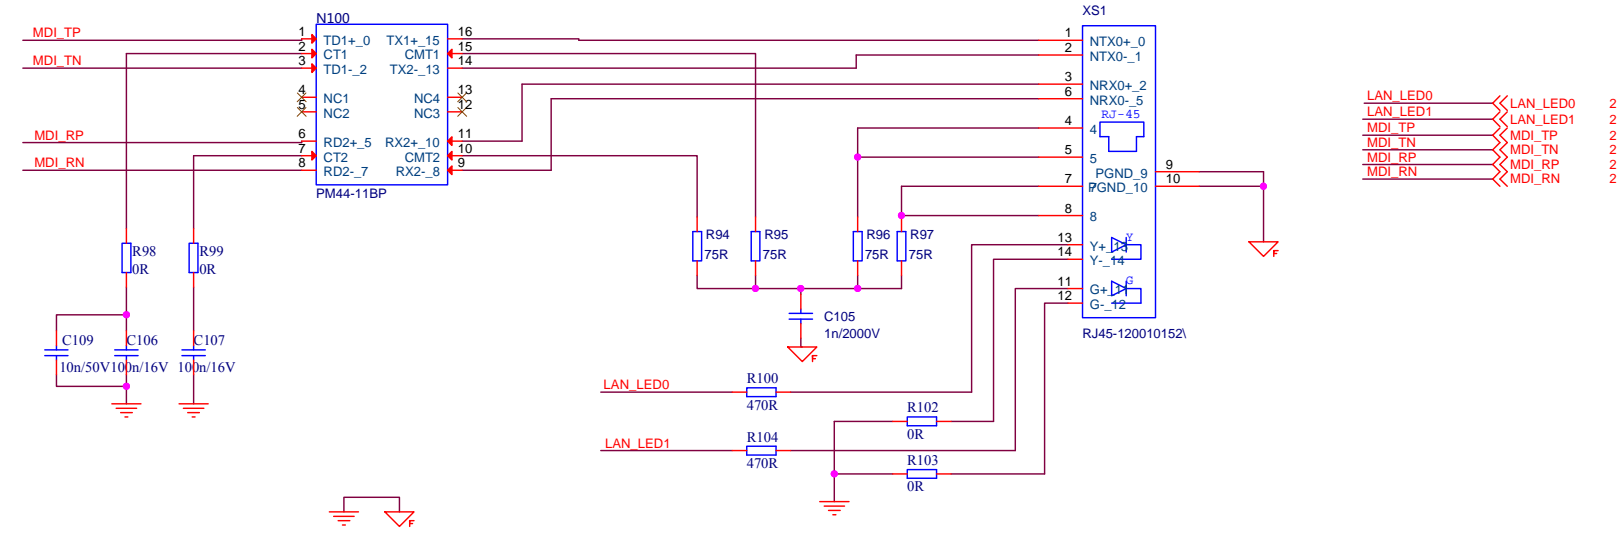 N100
XS1
MDI_TP
1
TD1+_0
TX1+_15
16
2
CT1
CMT1
15
MDI_TN
3
TD1-_2
TX2-_13
14
4
NC1
NC4
13
5
NC2
NC3
12
MDI_RP
6
RD2+_5
RX2+_10
11
7
CT2
CMT2
10
MDI_RN
8
RD2-_7
RX2-_8
9
PM44-11BP
1
NTX0+_0
2
NTX0-_1
3
NRX0+_2
6
NRX0-_5
RJ-45
4
4
5
5
PGND_9
9
7
7
PGND_10
10
8
8
13
Y+_13
Y
14
Y-_14
11
G+_11
G
12
G-_12
RJ45-120010152\
LAN_LED0
LAN_LED0
2
LAN_LED1
LAN_LED1
2
MDI_TP
MDI_TP
2
MDI_TN
MDI_TN
2
MDI_RP
MDI_RP
2
MDI_RN
MDI_RN
2
R98
0R
R99
0R
R94
75R
R95
75R
R96
75R
R97
75R
C109
10n/50V
C106
100n/16V
C107
100n/16V
C105
1n/2000V
F
F
LAN_LED0
R100
470R
R102
0R
LAN_LED1
R104
470R
R103
0R
F